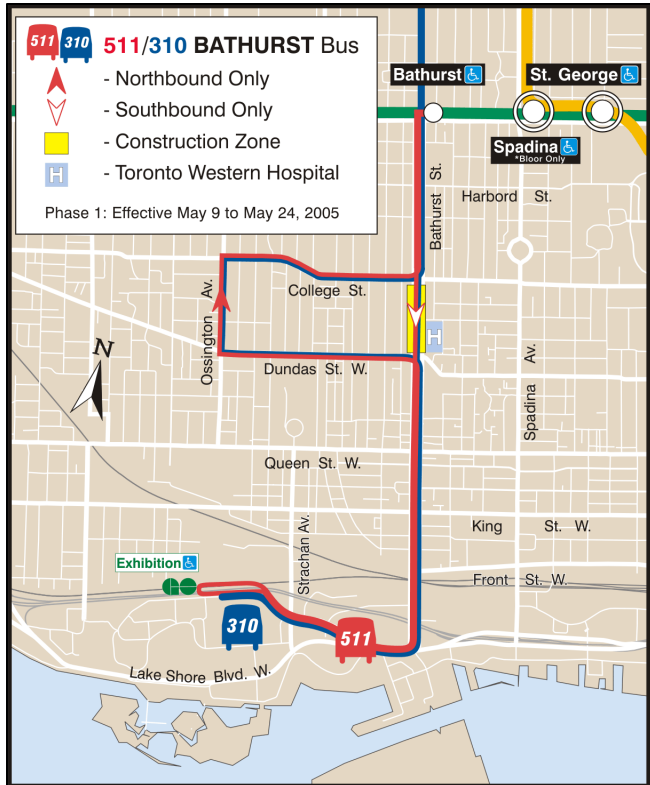 511 310 511/310 BATHURST Bus
- Northbound Only
- Southbound Only
- Construction Zone
H - Toronto Western Hospital
Phase 1: Effective May 9 to May 24, 2005
Bathurst
St. George
Spadina
*Bloor Only
Bathurst St.
Harbord St.
College St.
Ossington Av.
H
Dundas St. W.
N
Spadina Av.
Queen St. W.
Strachan Av.
King St. W.
Exhibition
GO
Front St. W.
310
511
Lake Shore Blvd. W.